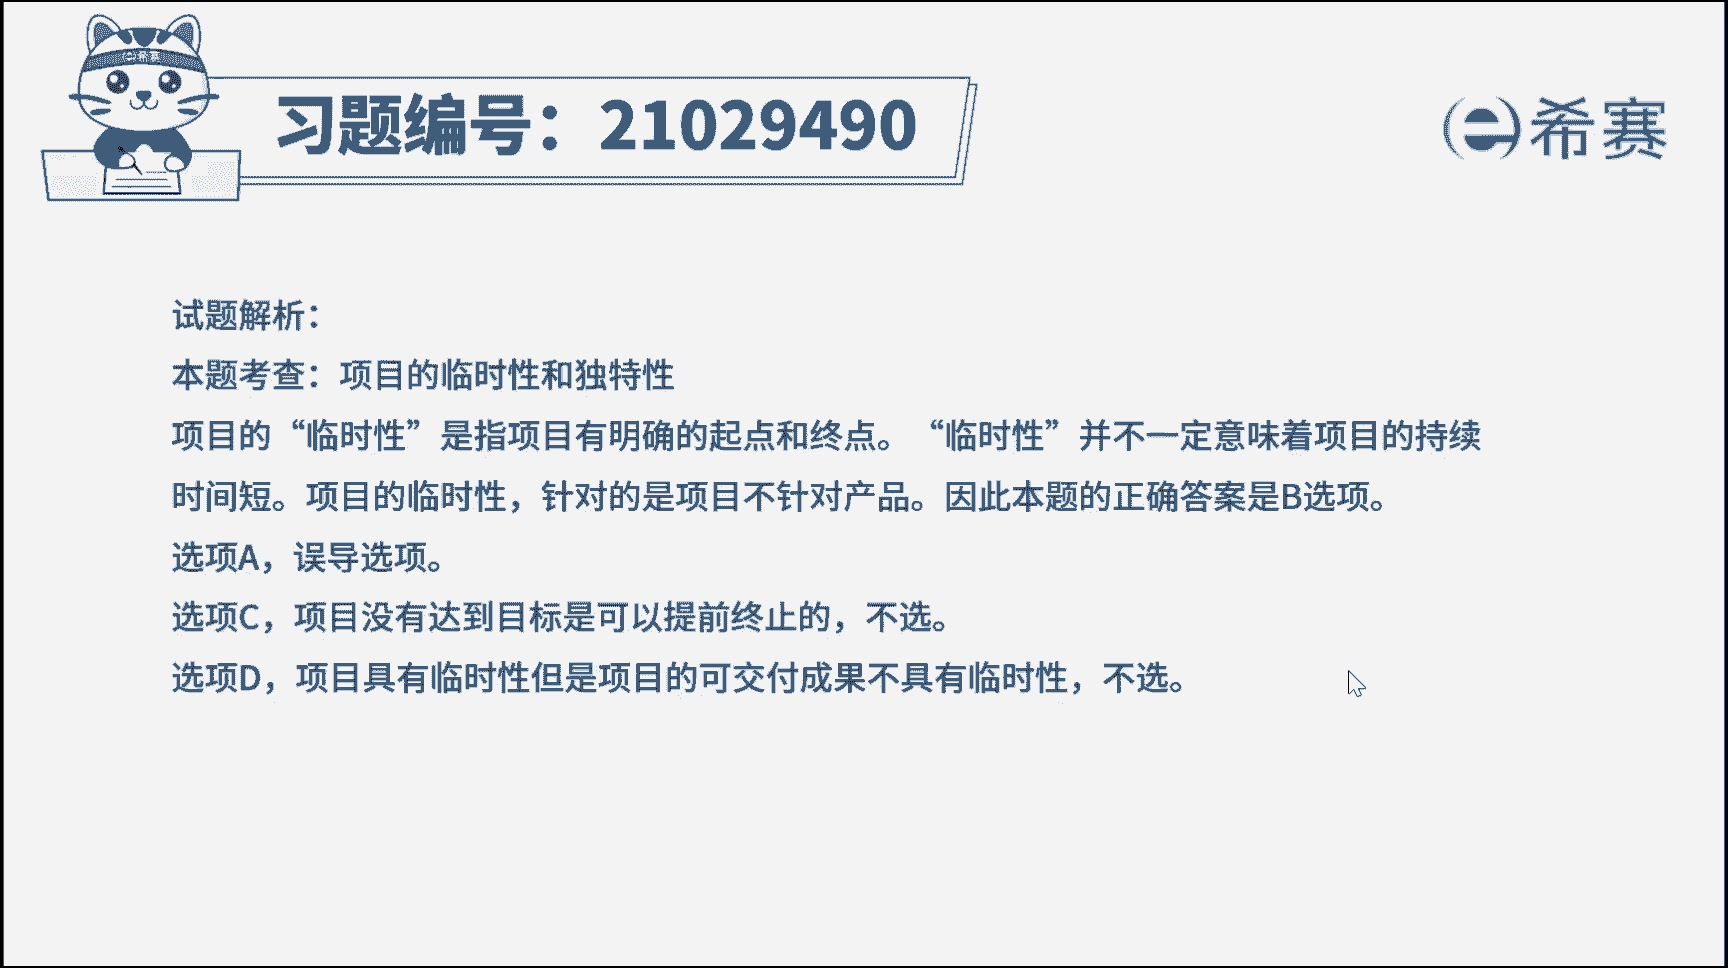 习题编号：21029490
希赛
试题解析：
本题考查：项目的临时性和独特性
项目的“临时性”是指项目有明确的起点和终点。“临时性”并不一定意味着项目的持续
时间短。项目的临时性，针对的是项目不针对产品。因此本题的正确答案是B选项。
选项A，误导选项。
选项C，项目没有达到目标是可以提前终止的，不选。
选项D，项目具有临时性但是项目的可交付成果不具有临时性，不选。